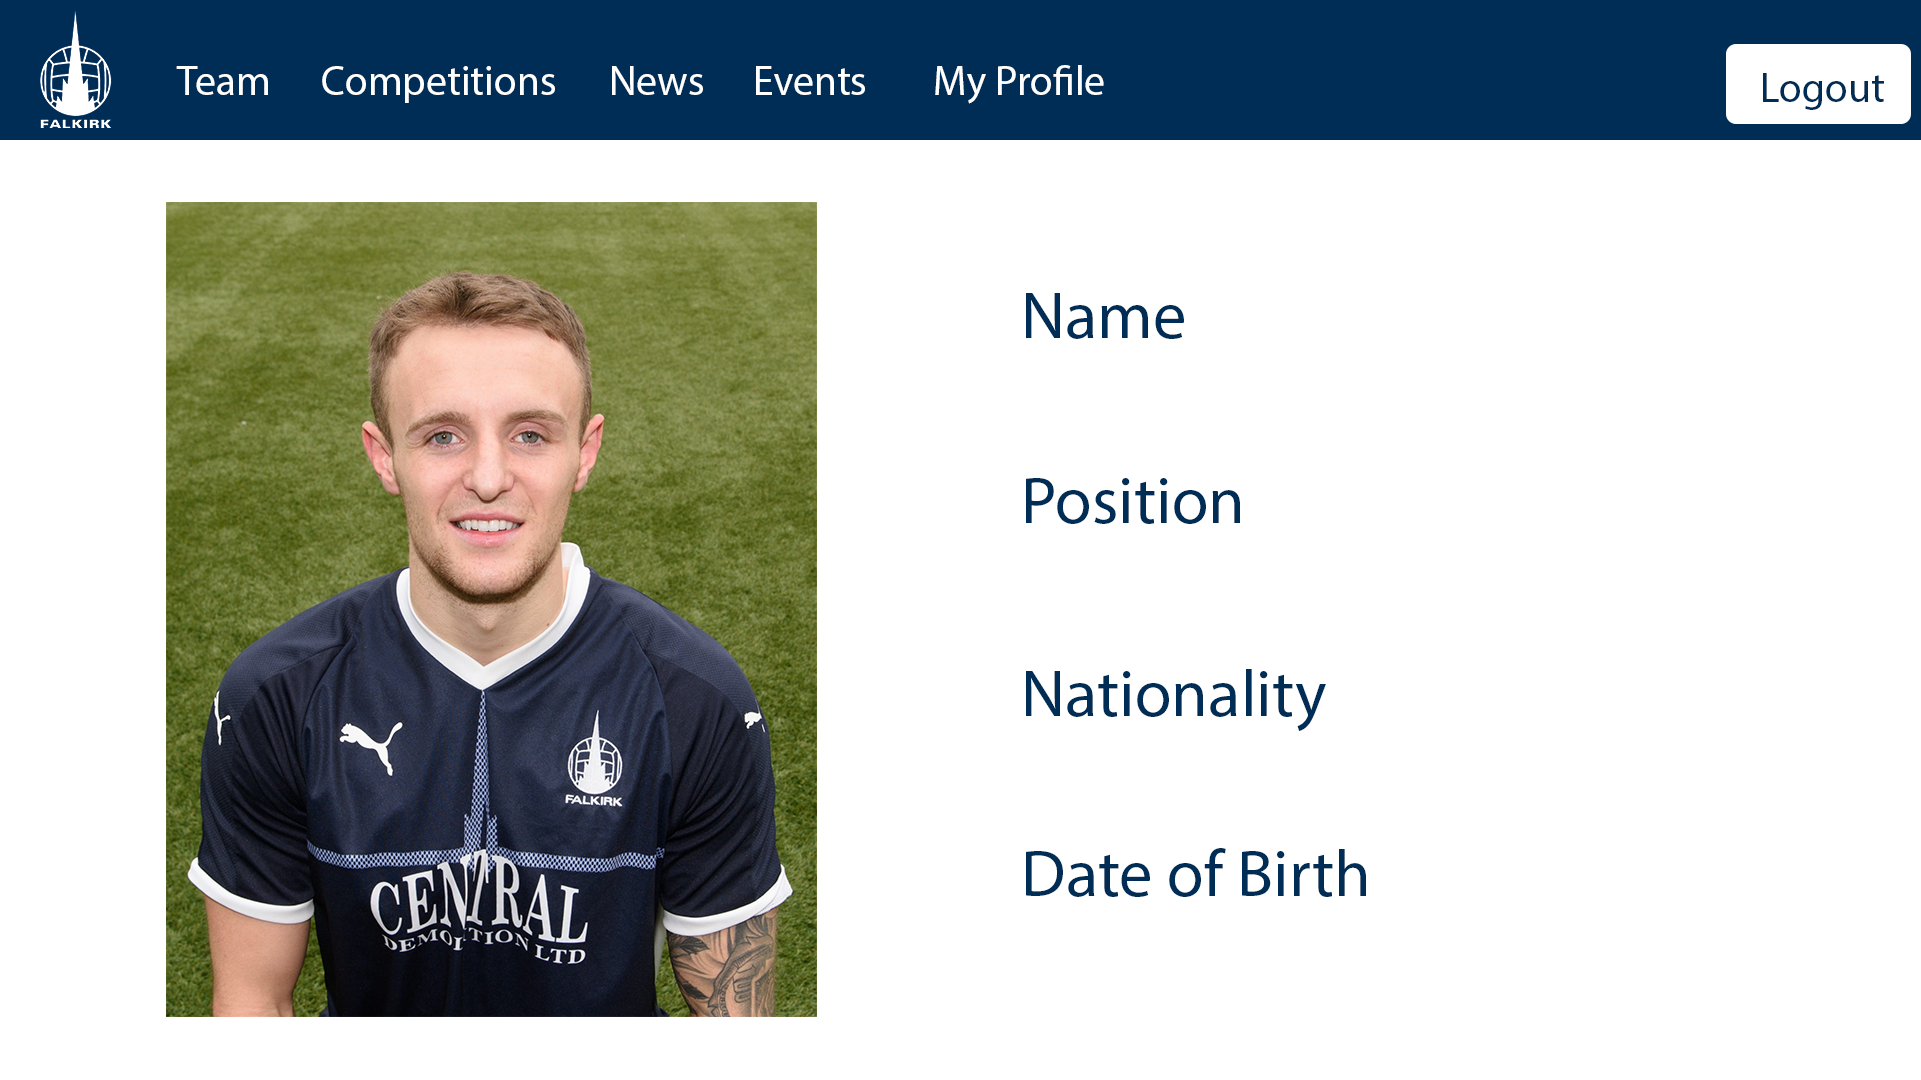 FALKIRK
Team Competitions News Events My Profile
Logout
Name
Position
Nationality
Date of Birth
FALKIRK
CENTRAL
DEMOLITION LTD